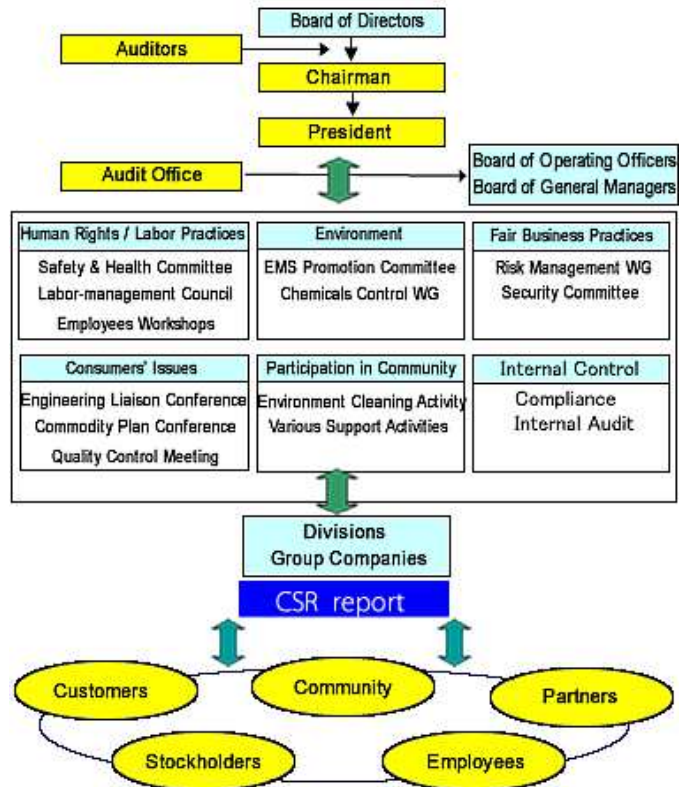 Board of Directors
Auditors
Chairman
President
Audit Office
Board of Operating Officers
Board of General Managers
Human Rights / Labor Practices
Safety & Health Committee
Labor-management Council
Employees Workshops
Environment
EMS Promotion Committee
Chemicals Control WG
Fair Business Practices
Risk Management WG
Security Committee
Consumers' Issues
Engineering Liaison Conference
Commodity Plan Conference
Quality Control Meeting
Participation in Community
Environment Cleaning Activity
Various Support Activities
Internal Control
Compliance
Internal Audit
Divisions
Group Companies
CSR report
Customers
Community
Partners
Stockholders
Employees